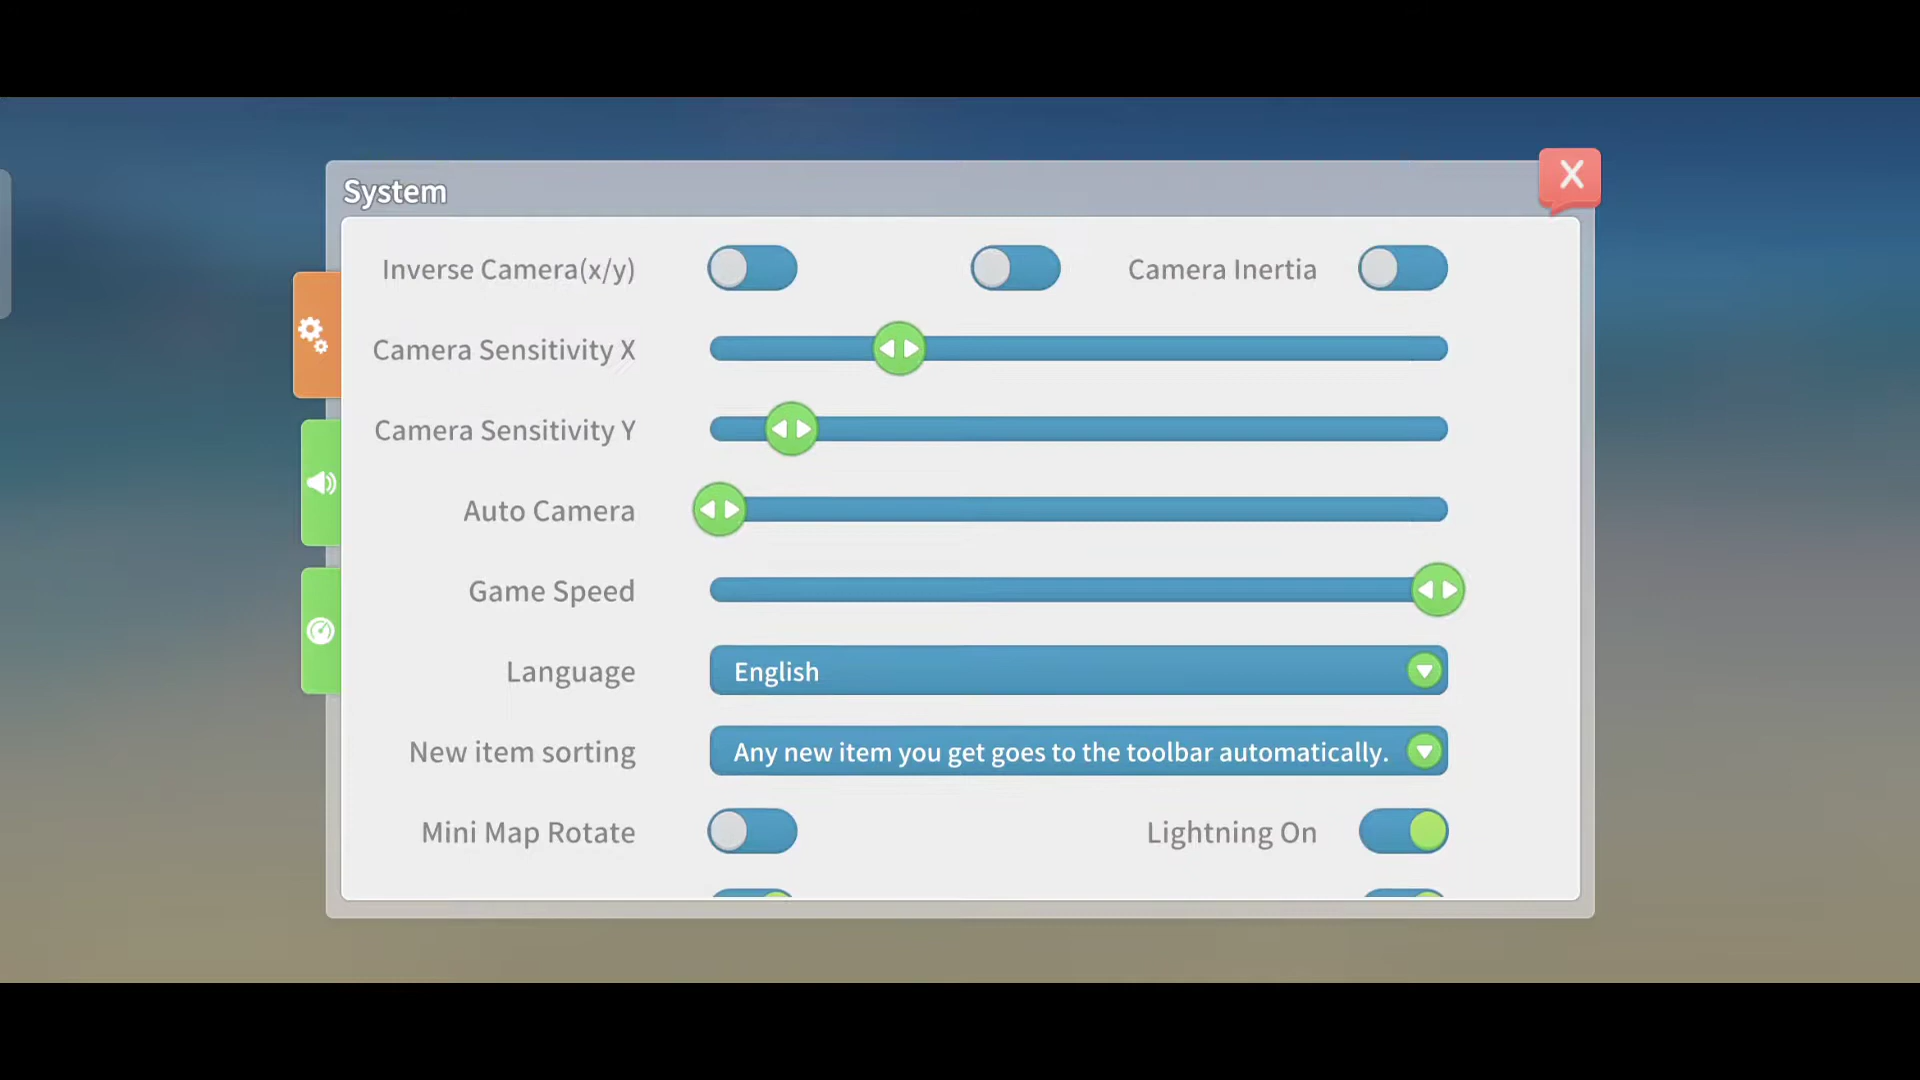 System
X
Inverse Camera(x/y)
Camera Inertia
Camera Sensitivity X
Camera Sensitivity Y
Auto Camera
Game Speed
Language
English
New item sorting
Any new item you get goes to the toolbar automatically.
Mini Map Rotate
Lightning On